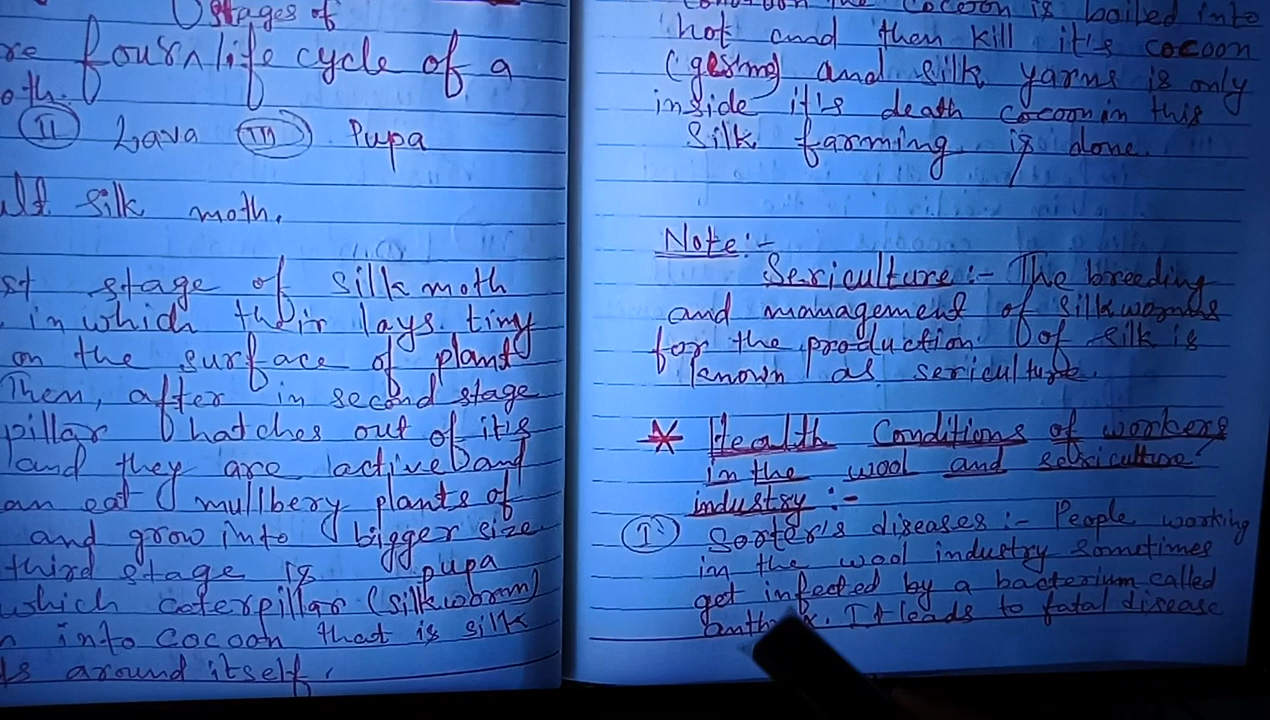 Stages of
re four life cycle of a
oth.
(II) Lava (III) Pupa
ult silk moth.
st stage of silk moth
in which their lays tiny
on the surface of plant
Then, after in second stage
pillar hatches out of it's
and they are active and
an eat mullbery plants of
and grow into bigger size
third stage is pupa
which caterpillar (silkworm)
n into cocoon that is silk
ls around itself.
the cocoon is boiled into
hot and then kill it's cocoon
and silk yarns is only
inside it's death cocoon in this
Silk farming is done.
Note:-
Sericulture:- The breeding
and management of silkworms
for the production of silk is
known as sericulture.
* Health Conditions of workers
in the wool and sericulture
industry :-
(1) Sorter's diseases :- People working
in the wool industry sometimes
get infected by a bacterium called
It leads to fatal disease